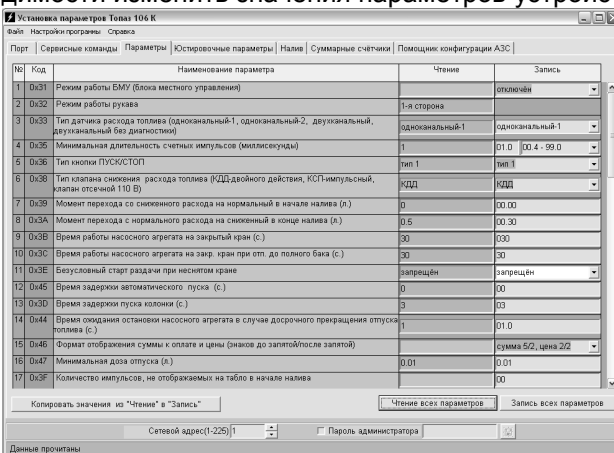 димости изменить значения параметров устройс
Установка параметров Топаз 106 К
Файл Настройки программы Справка
Порт Сервисные команды Параметры Юстировочные параметры Налив Суммарные счётчики Помощник конфигурации АЗС
№ Код Наименование параметра Чтение Запись
1 0x31 Режим работы БМУ (блока местного управления) отключён
2 0x32 Режим работы рукава 1-я сторона
3 0x33 Тип датчика расхода топлива (одноканальный-1, одноканальный-2, двухканальный, двухканальный без диагностики) одноканальный-1 одноканальный-1
4 0x35 Минимальная длительность счетных импульсов (миллисекунды) 1 01.0 00.4 - 99.0
5 0x36 Тип кнопки ПУСК/СТОП тип 1 тип 1
6 0x38 Тип клапана снижения расхода топлива (КДД-двойного действия, КСП-импульсный, клапан отсечной 110 В) КДД КДД
7 0x39 Момент перехода со сниженного расхода на нормальный в начале налива (л.) 0 00.00
8 0x3A Момент перехода с нормального расхода на сниженный в конце налива (л.) 0.5 00.30
9 0x3B Время работы насосного агрегата на закрытый кран (с.) 30 030
10 0x3C Время работы насосного агрегата на закр. кран при отп. до полного бака (с.) 30 30
11 0x3E Безусловный старт раздачи при неснятом кране запрещён запрещён
12 0x45 Время задержки автоматического пуска (с.) 0 00
13 0x3D Время задержки пуска колонки (с.) 3 03
14 0x44 Время ожидания остановки насосного агрегата в случае досрочного прекращения отпуска топлива (с.) 1 01.0
15 0x46 Формат отображения суммы к оплате и цены (знаков до запятой/после запятой) сумма 5/2, цена 2/2
16 0x47 Минимальная доза отпуска (л.) 0.01 0.01
17 0x3F Количество импульсов, не отображаемых на табло в начале налива 00
Копировать значения из "Чтение" в "Запись" Чтение всех параметров Запись всех параметров
Сетевой адрес(1-225) 1 Пароль администратора
Данные прочитаны